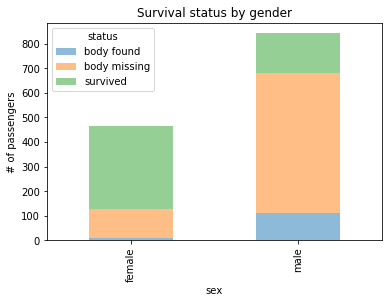 Survival status by gender
status
body found
body missing
survived
# of passengers
800
700
600
500
400
300
200
100
0
female
male
sex